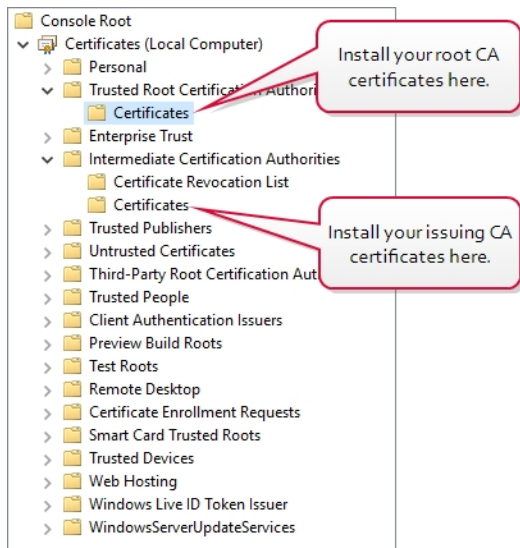 Console Root
Certificates (Local Computer)
Personal
Trusted Root Certification Authori
Certificates
Enterprise Trust
Intermediate Certification Authorities
Certificate Revocation List
Certificates
Trusted Publishers
Untrusted Certificates
Third-Party Root Certification Aut
Trusted People
Client Authentication Issuers
Preview Build Roots
Test Roots
Remote Desktop
Certificate Enrollment Requests
Smart Card Trusted Roots
Trusted Devices
Web Hosting
Windows Live ID Token Issuer
WindowsServerUpdateServices
Install your root CA
certificates here.
Install your issuing CA
certificates here.